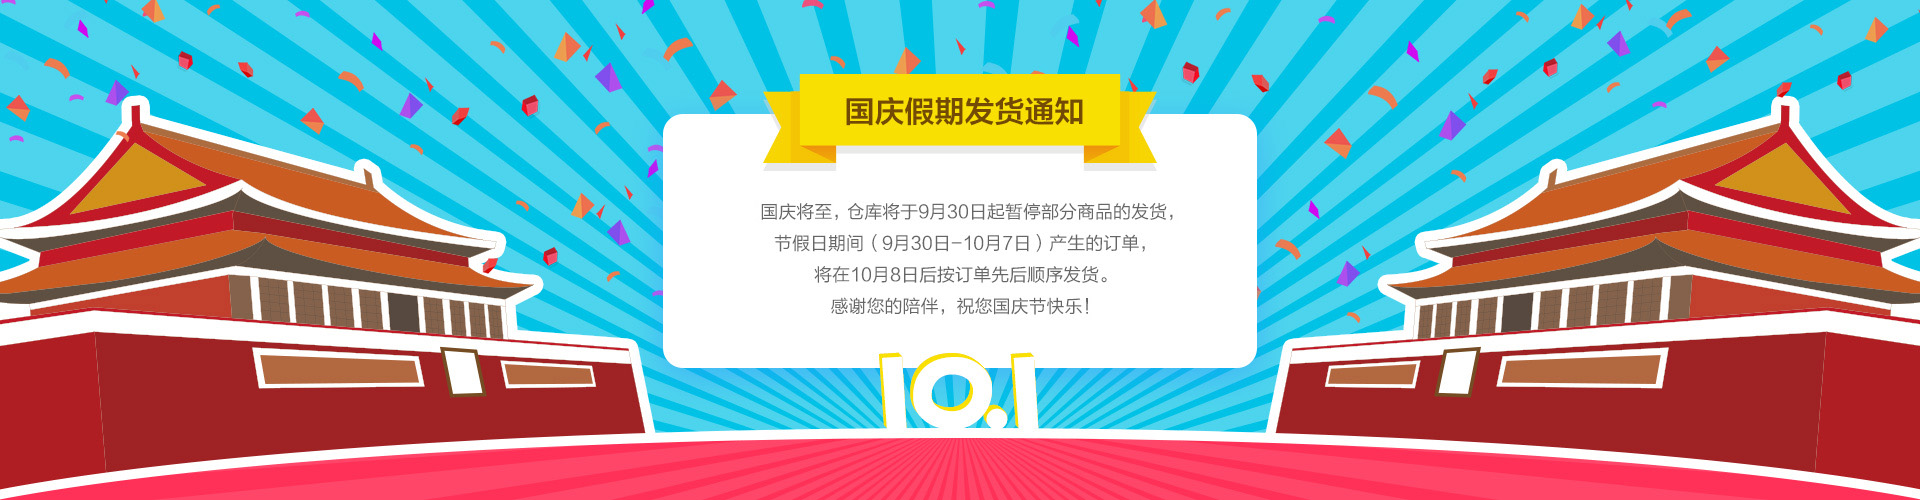 国庆假期发货通知
国庆将至，仓库将于9月30日起暂停部分商品的发货，
节假日期间（9月30日-10月7日）产生的订单，
将在10月8日后按订单先后顺序发货。
感谢您的陪伴，祝您国庆节快乐！
10.1